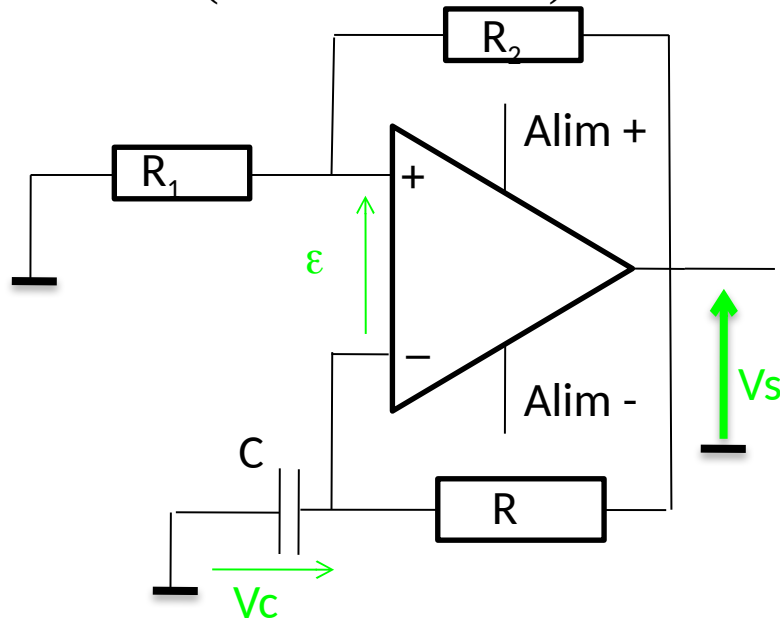 R₂
Alim +
R₁
+
ε
–
Alim -
Vs
C
R
Vc